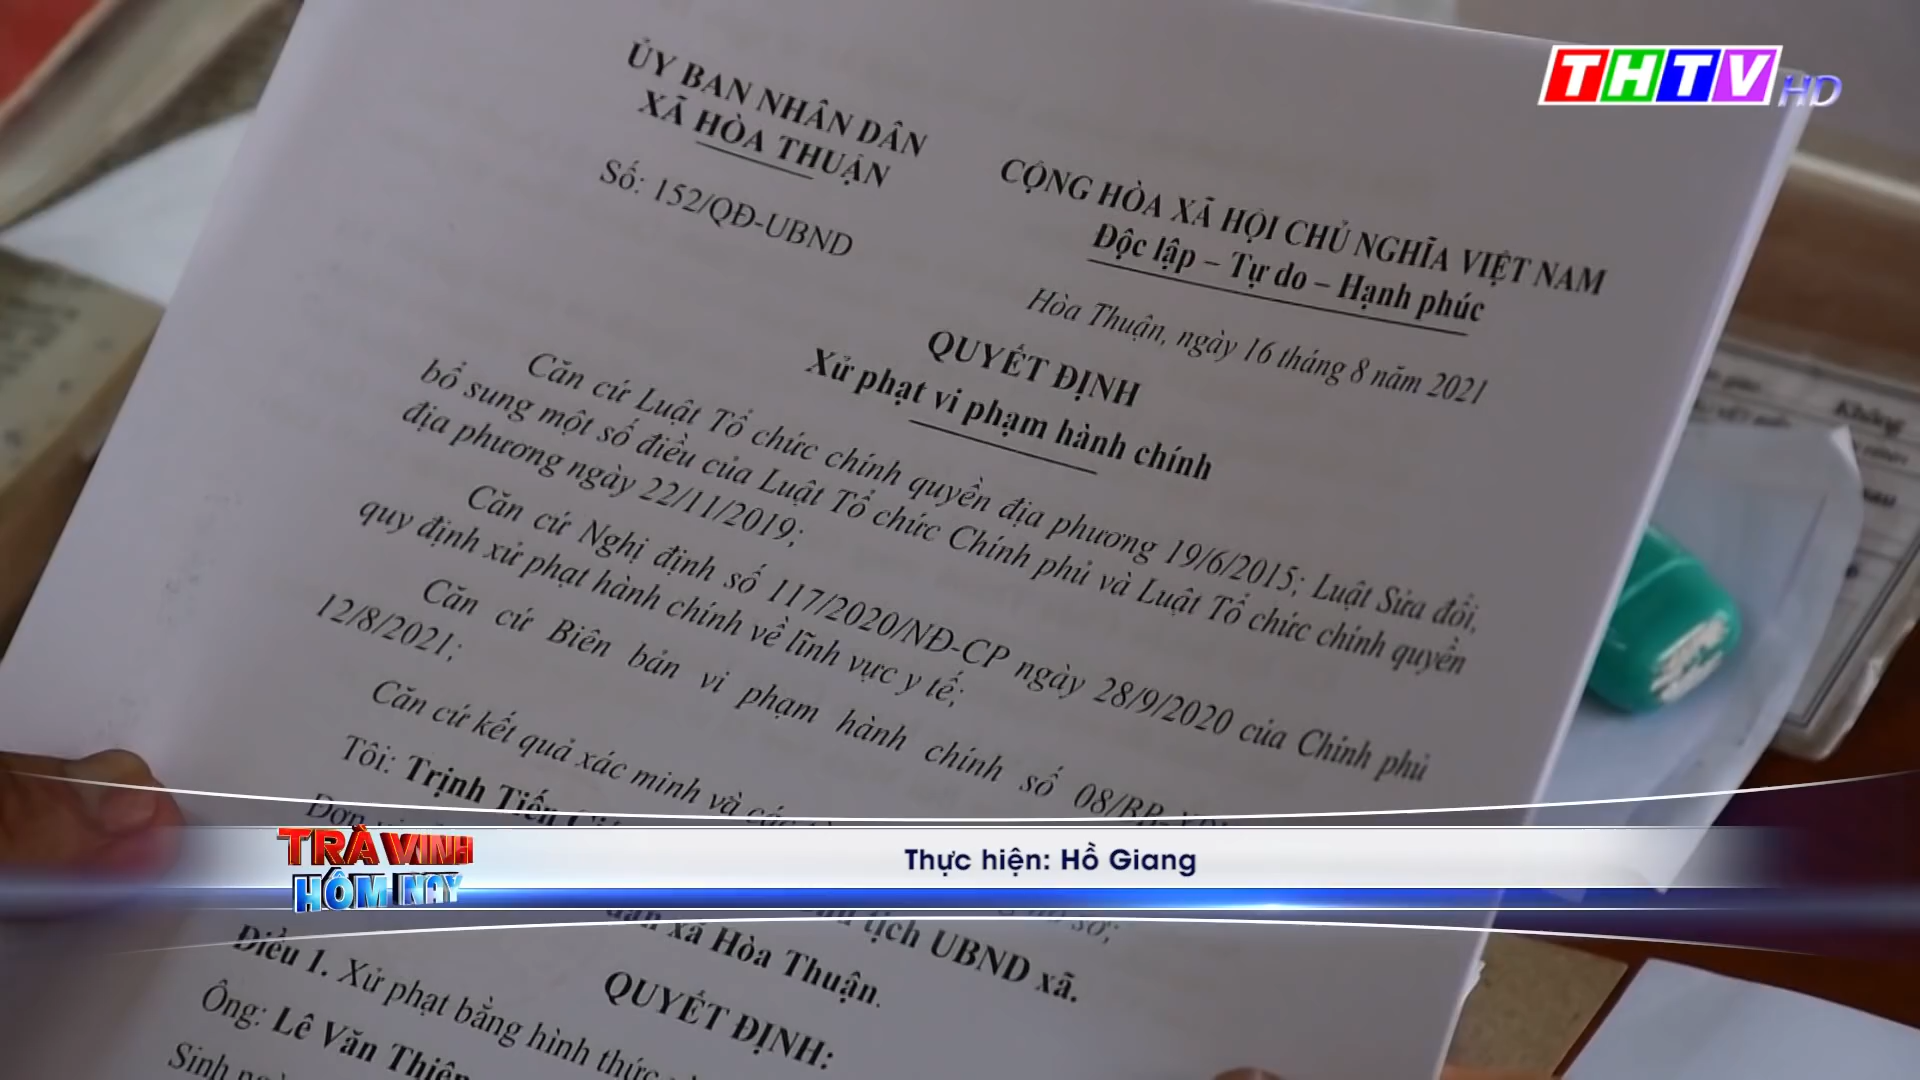 THTV HD
ỦY BAN NHÂN DÂN
XÃ HÒA THUẬN
Số: 152/QĐ-UBND
CỘNG HÒA XÃ HỘI CHỦ NGHĨA VIỆT NAM
Độc lập – Tự do – Hạnh phúc
Hòa Thuận, ngày 16 tháng 8 năm 2021
QUYẾT ĐỊNH
Xử phạt vi phạm hành chính
Căn cứ Luật Tổ chức chính quyền địa phương 19/6/2015; Luật Sửa đổi,
bổ sung một số điều của Luật Tổ chức Chính phủ và Luật Tổ chức chính quyền
địa phương ngày 22/11/2019;
Căn cứ Nghị định số 117/2020/NĐ-CP ngày 28/9/2020 của Chính phủ
quy định xử phạt hành chính về lĩnh vực y tế;
Căn cứ Biên bản vi phạm hành chính số 08/BB-
12/8/2021;
Căn cứ kết quả xác minh và các
Tôi: Trịnh Tiến
tịch UBND xã.
xã Hòa Thuận.
QUYẾT ĐỊNH:
Điều 1. Xử phạt bằng hình thức
Ông: Lê Văn Thiện
Sinh
Không
TRÀ VINH
HÔM NAY
Thực hiện: Hồ Giang